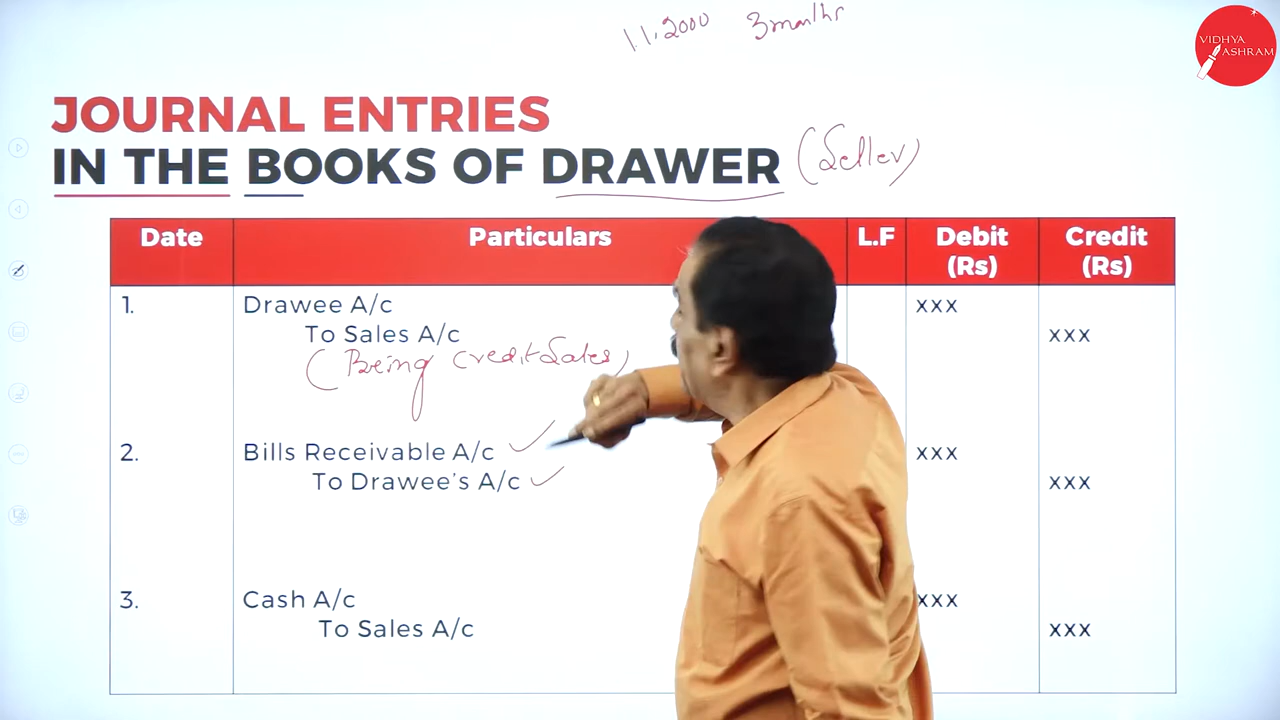 1.1.2000 3 months
VIDHYA
ASHRAM
JOURNAL ENTRIES
IN THE BOOKS OF DRAWER (Seller)
Date Particulars L.F Debit (Rs) Credit (Rs)
1. Drawee A/c xxx
To Sales A/c xxx
(Being Credit Sales)
2. Bills Receivable A/c xxx
To Drawee's A/c xxx
3. Cash A/c xxx
To Sales A/c xxx